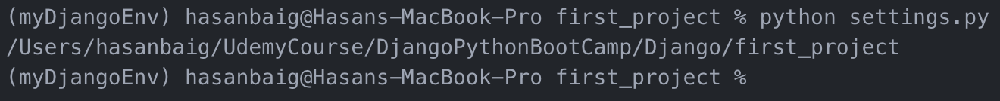 (myDjangoEnv) hasanbaig@Hasans-MacBook-Pro first_project % python settings.py
/Users/hasanbaig/UdemyCourse/DjangoPythonBootCamp/Django/first_project
(myDjangoEnv) hasanbaig@Hasans-MacBook-Pro first_project %